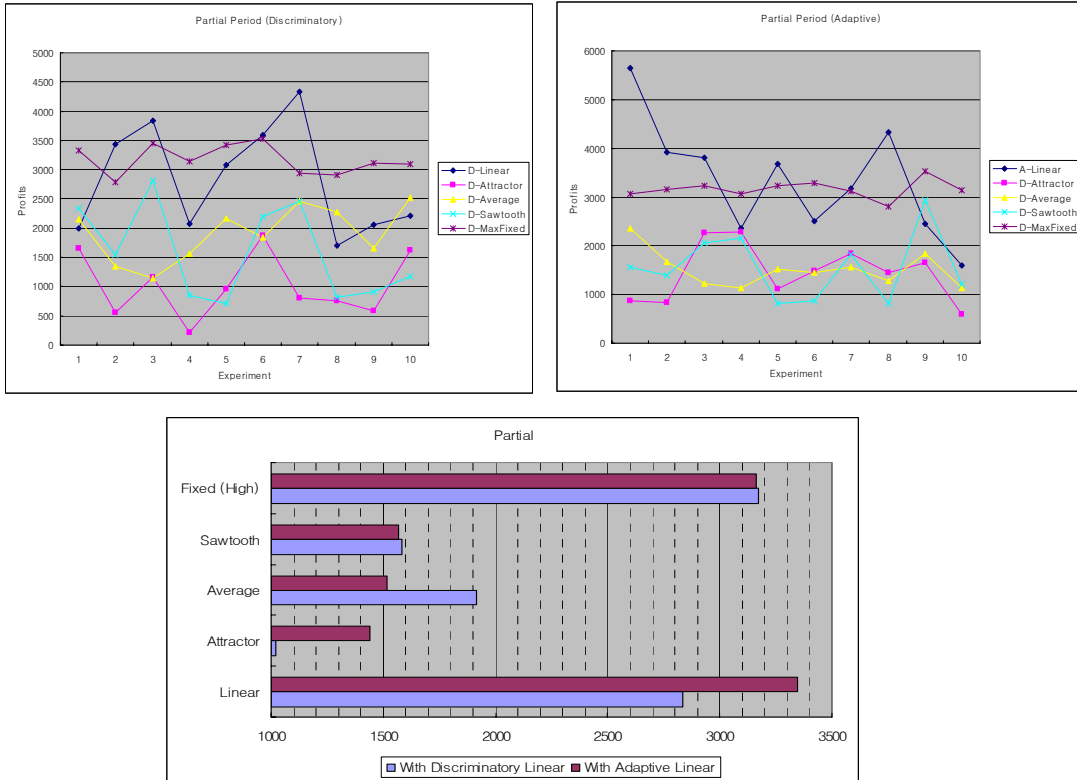 Partial Period (Discriminatory)
Profits
5000
4500
4000
3500
3000
2500
2000
1500
1000
500
0
1 2 3 4 5 6 7 8 9 10
Experiment
D-Linear
D-Attractor
D-Average
D-Sawtooth
D-MaxFixed
Partial Period (Adaptive)
Profits
6000
5000
4000
3000
2000
1000
0
1 2 3 4 5 6 7 8 9 10
Experiment
A-Linear
D-Attractor
D-Average
D-Sawtooth
D-MaxFixed
Partial
Fixed (High)
Sawtooth
Average
Attractor
Linear
1000 1500 2000 2500 3000 3500
With Discriminatory Linear With Adaptive Linear